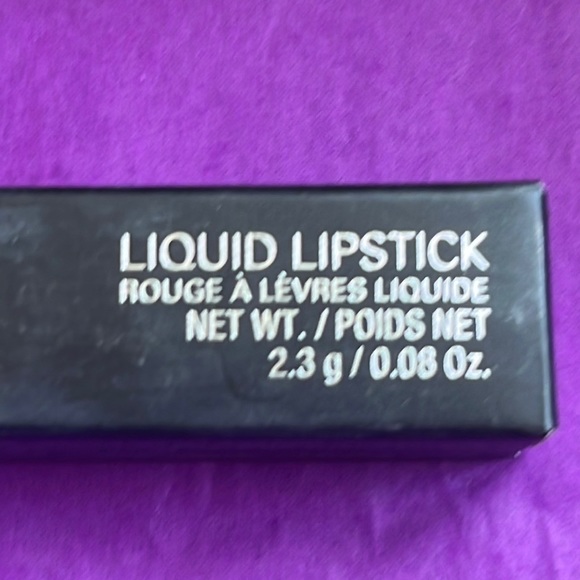 LIQUID LIPSTICK
ROUGE À LÉVRES LIQUIDE
NET WT. / POIDS NET
2.3 g / 0.08 Oz.